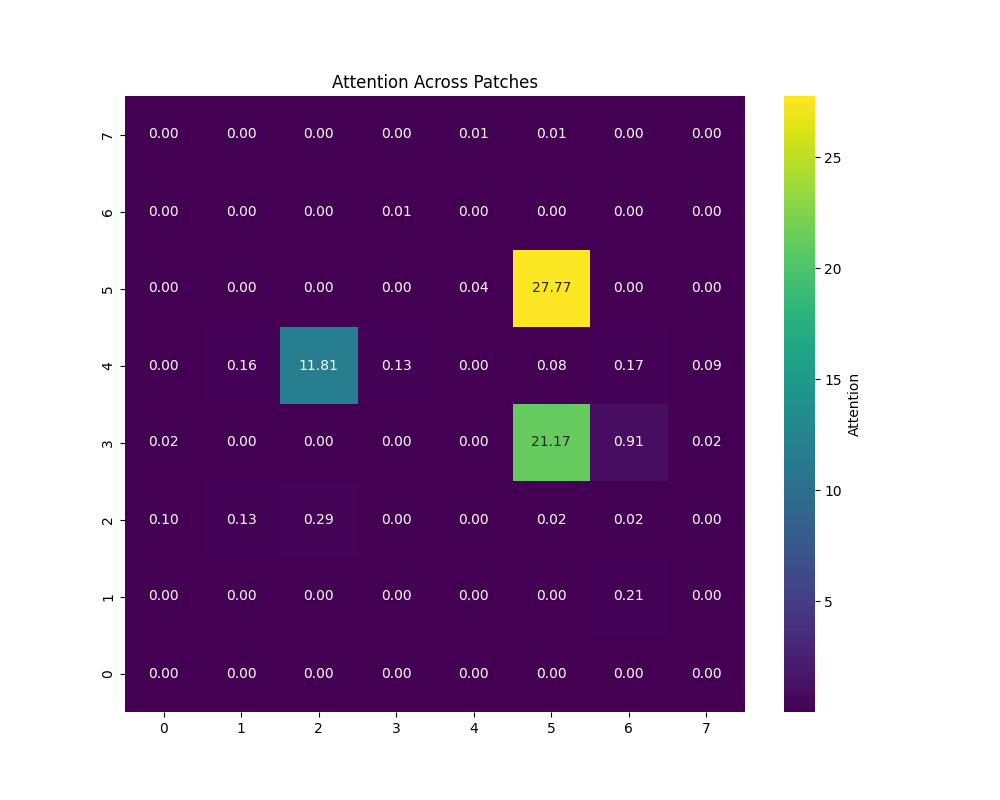 Attention Across Patches
7 0.00 0.00 0.00 0.00 0.01 0.01 0.00 0.00
6 0.00 0.00 0.00 0.01 0.00 0.00 0.00 0.00
5 0.00 0.00 0.00 0.00 0.04 27.77 0.00 0.00
4 0.00 0.16 11.81 0.13 0.00 0.08 0.17 0.09
3 0.02 0.00 0.00 0.00 0.00 21.17 0.91 0.02
2 0.10 0.13 0.29 0.00 0.00 0.02 0.02 0.00
1 0.00 0.00 0.00 0.00 0.00 0.00 0.21 0.00
0 0.00 0.00 0.00 0.00 0.00 0.00 0.00 0.00
0 1 2 3 4 5 6 7
25
20
15
10
5
Attention